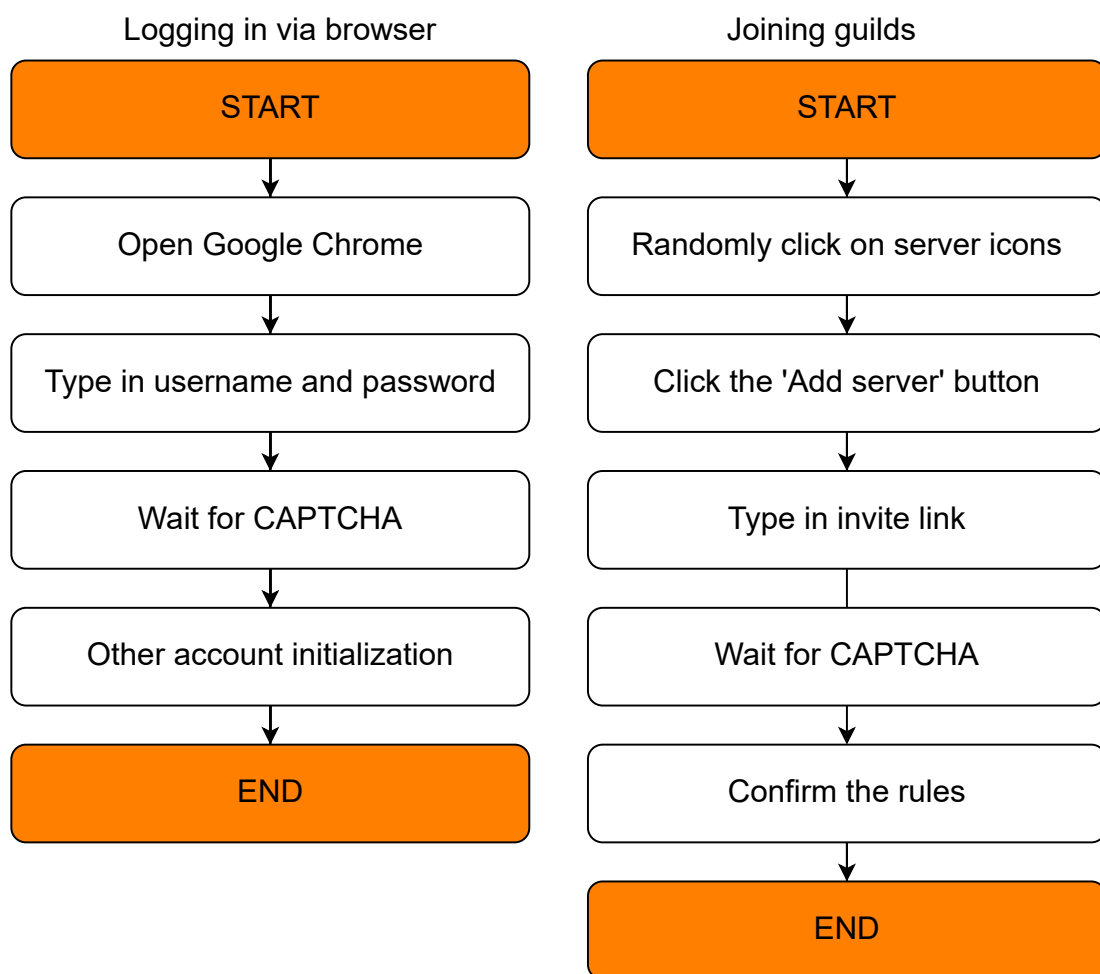 Logging in via browser
START
Open Google Chrome
Type in username and password
Wait for CAPTCHA
Other account initialization
END
Joining guilds
START
Randomly click on server icons
Click the 'Add server' button
Type in invite link
Wait for CAPTCHA
Confirm the rules
END